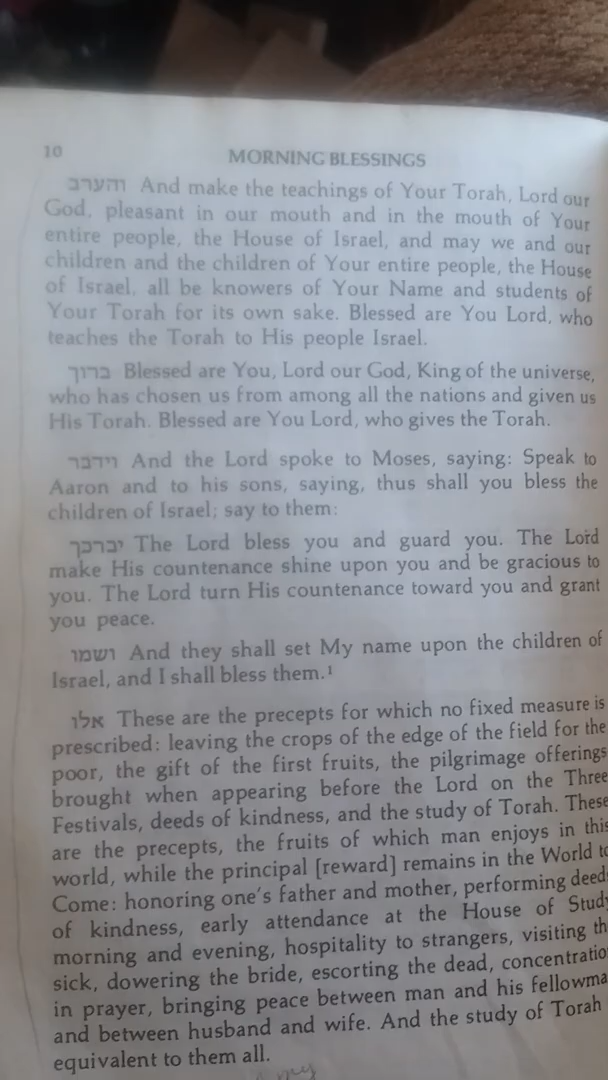 10
MORNING BLESSINGS
והערב And make the teachings of Your Torah, Lord our
God, pleasant in our mouth and in the mouth of Your
entire people, the House of Israel, and may we and our
children and the children of Your entire people, the House
of Israel, all be knowers of Your Name and students of
Your Torah for its own sake. Blessed are You Lord, who
teaches the Torah to His people Israel.
ברוך Blessed are You, Lord our God, King of the universe,
who has chosen us from among all the nations and given us
His Torah. Blessed are You Lord, who gives the Torah.
וידבר And the Lord spoke to Moses, saying: Speak to
Aaron and to his sons, saying, thus shall you bless the
children of Israel; say to them:
יברכך The Lord bless you and guard you. The Lord
make His countenance shine upon you and be gracious to
you. The Lord turn His countenance toward you and grant
you peace.
ושמו And they shall set My name upon the children of
Israel, and I shall bless them.¹
אלו These are the precepts for which no fixed measure is
prescribed: leaving the crops of the edge of the field for the
poor, the gift of the first fruits, the pilgrimage offerings
brought when appearing before the Lord on the Three
Festivals, deeds of kindness, and the study of Torah. These
are the precepts, the fruits of which man enjoys in this
world, while the principal [reward] remains in the World to
Come: honoring one's father and mother, performing deed
of kindness, early attendance at the House of Study
morning and evening, hospitality to strangers, visiting th
sick, dowering the bride, escorting the dead, concentratio
in prayer, bringing peace between man and his fellowma
and between husband and wife. And the study of Torah
equivalent to them all.